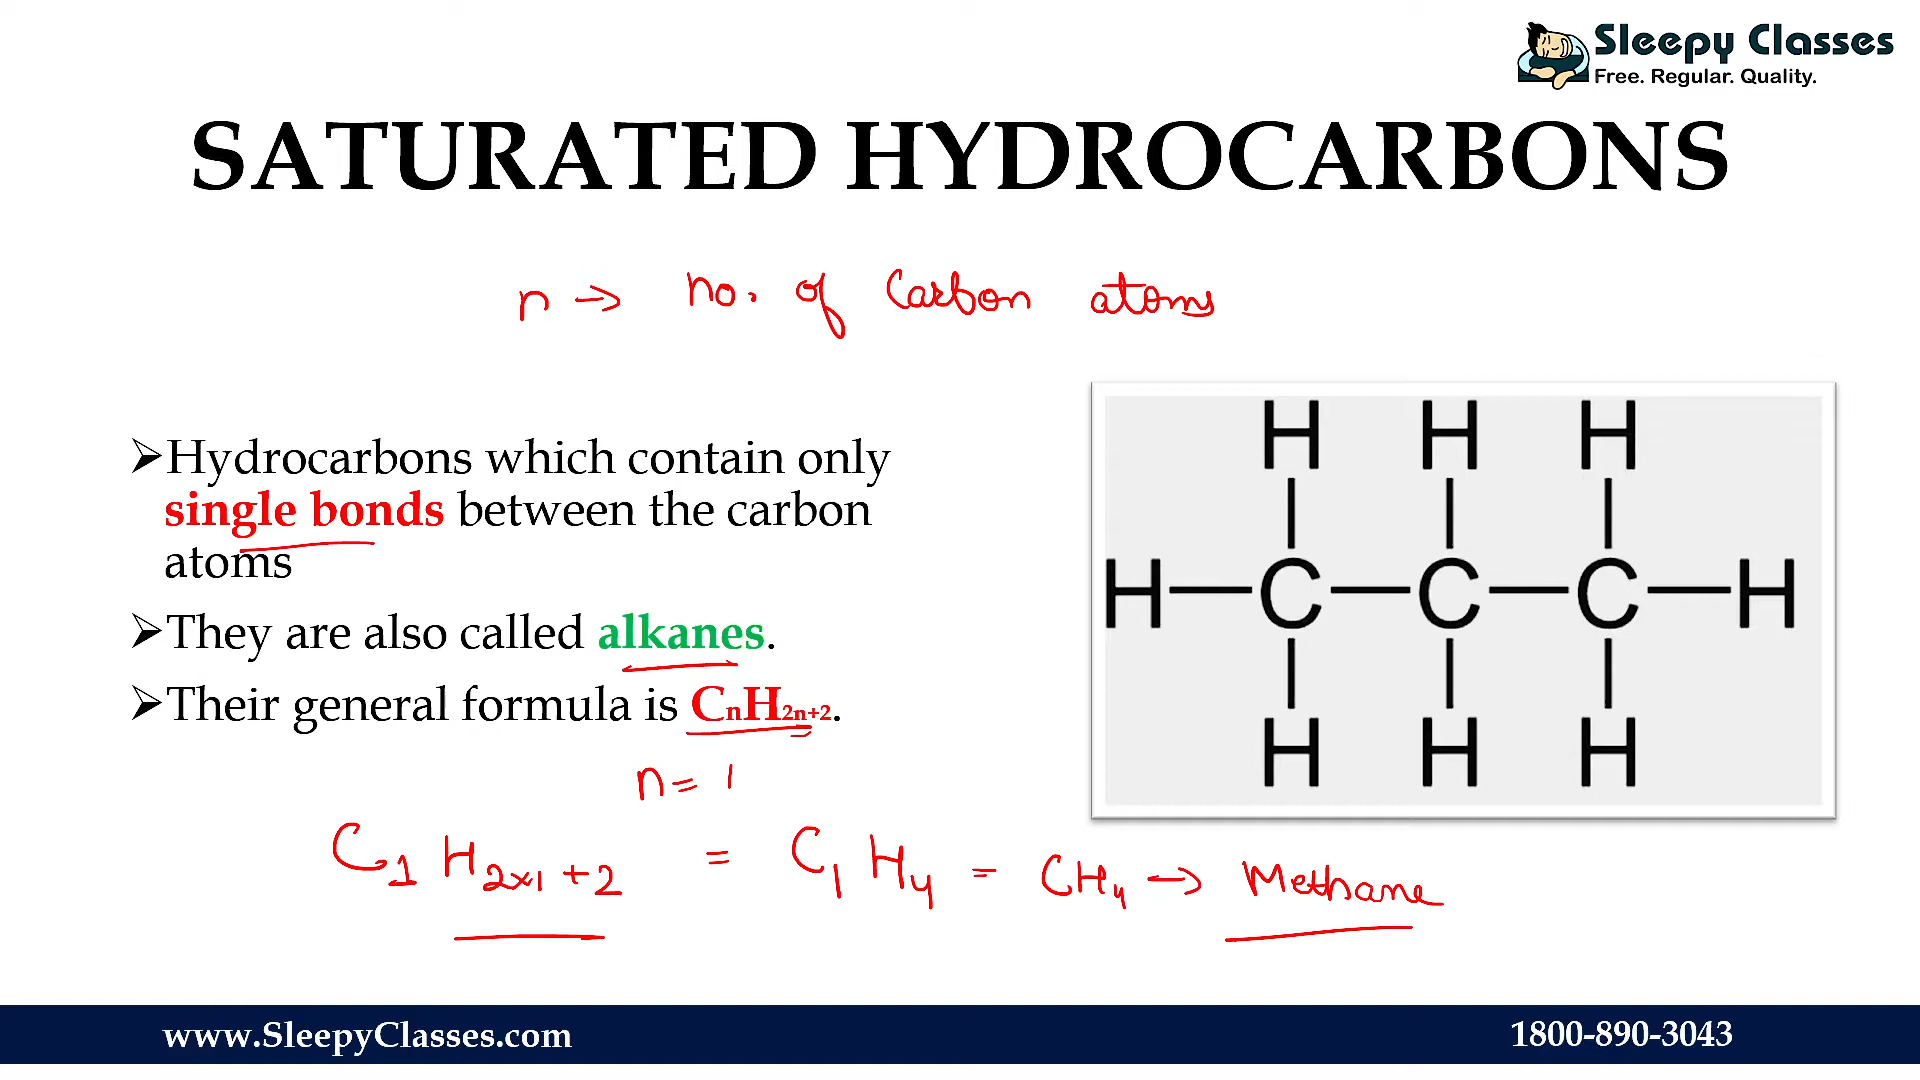 Sleepy Classes
Free. Regular. Quality.
SATURATED HYDROCARBONS
n → no. of Carbon atoms
➢Hydrocarbons which contain only
single bonds between the carbon
atoms
➢They are also called alkanes.
➢Their general formula is CnH2n+2.
n = 1
C1 H2x1+2 = C1 H4 = CH4 → Methane
H H H
H—C—C—C—H
H H H
www.SleepyClasses.com
1800-890-3043